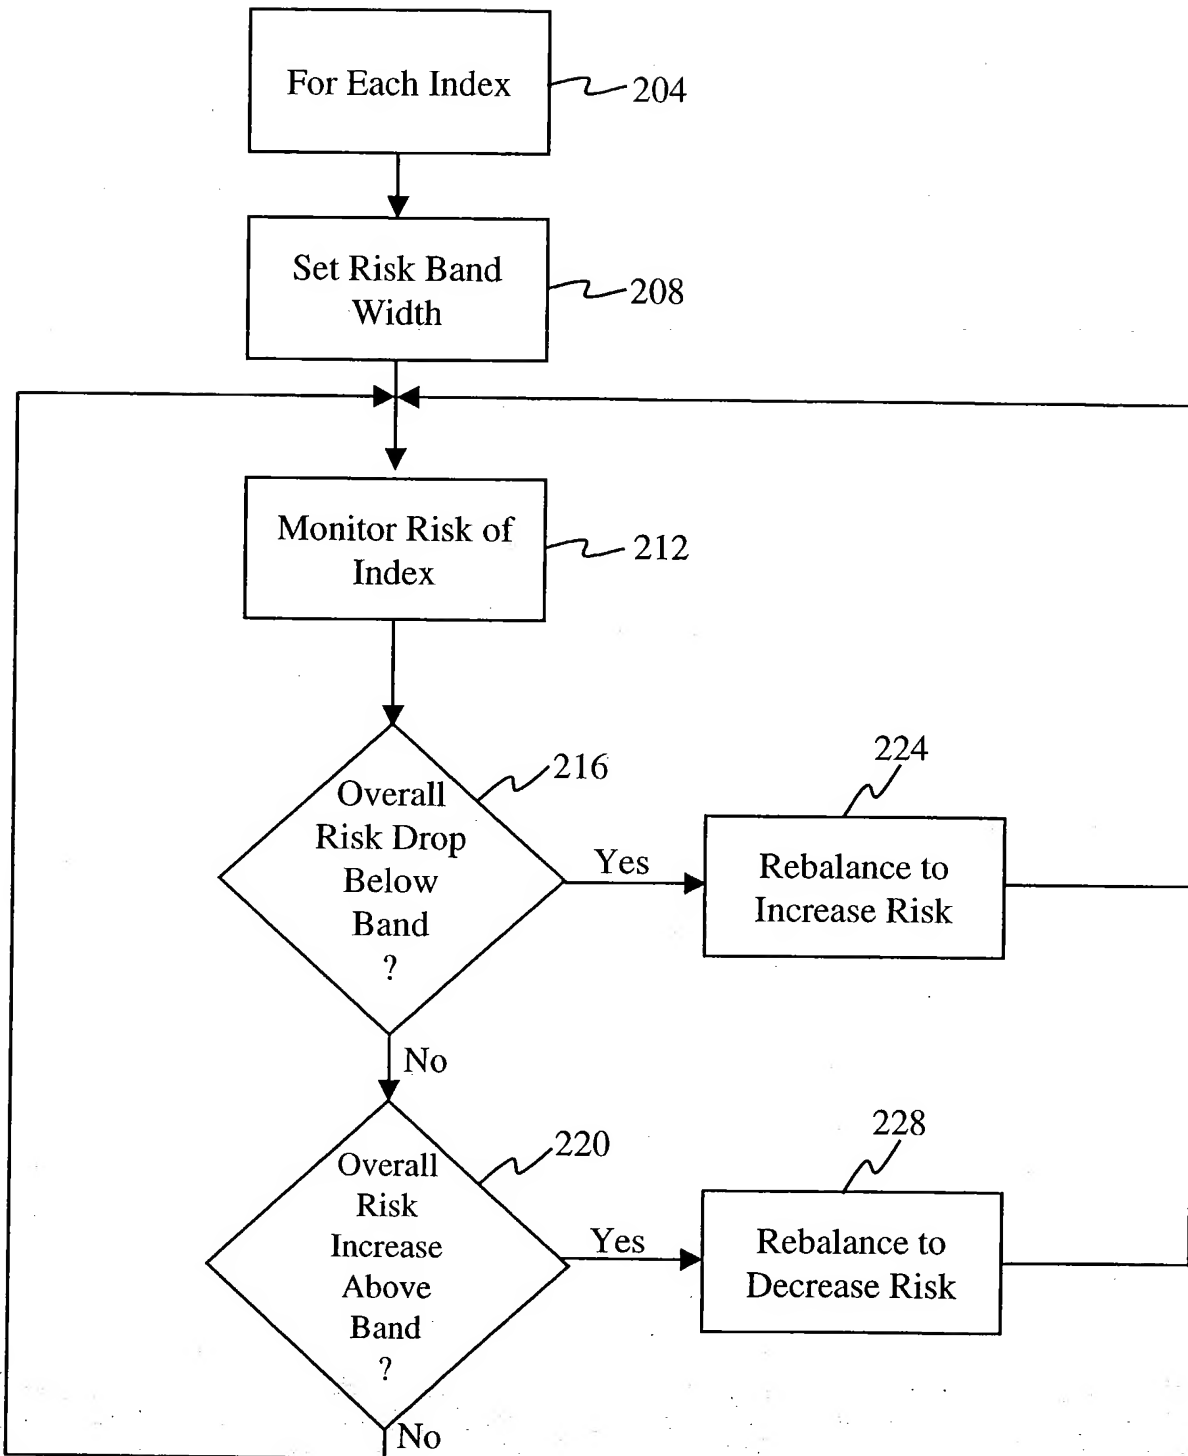 For Each Index
204
Set Risk Band
Width
208
Monitor Risk of
Index
212
Overall
Risk Drop
Below
Band
?
216
Yes
224
Rebalance to
Increase Risk
No
Overall
Risk
Increase
Above
Band
?
220
Yes
228
Rebalance to
Decrease Risk
No